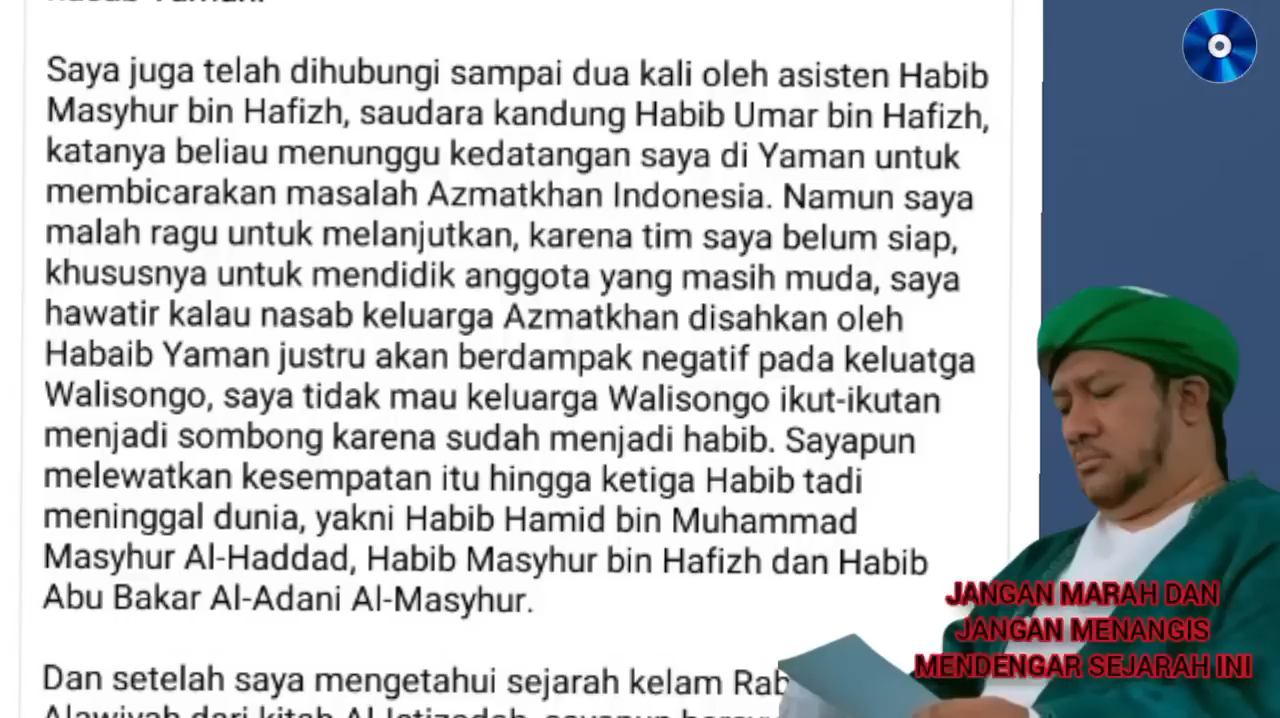 Saya juga telah dihubungi sampai dua kali oleh asisten Habib
Masyhur bin Hafizh, saudara kandung Habib Umar bin Hafizh,
katanya beliau menunggu kedatangan saya di Yaman untuk
membicarakan masalah Azmatkhan Indonesia. Namun saya
malah ragu untuk melanjutkan, karena tim saya belum siap,
khususnya untuk mendidik anggota yang masih muda, saya
hawatir kalau nasab keluarga Azmatkhan disahkan oleh
Habaib Yaman justru akan berdampak negatif pada keluatga
Walisongo, saya tidak mau keluarga Walisongo ikut-ikutan
menjadi sombong karena sudah menjadi habib. Sayapun
melewatkan kesempatan itu hingga ketiga Habib tadi
meninggal dunia, yakni Habib Hamid bin Muhammad
Masyhur Al-Haddad, Habib Masyhur bin Hafizh dan Habib
Abu Bakar Al-Adani Al-Masyhur.
Dan setelah saya mengetahui sejarah kelam Rab
JANGAN MARAH DAN
JANGAN MENANGIS
MENDENGAR SEJARAH INI